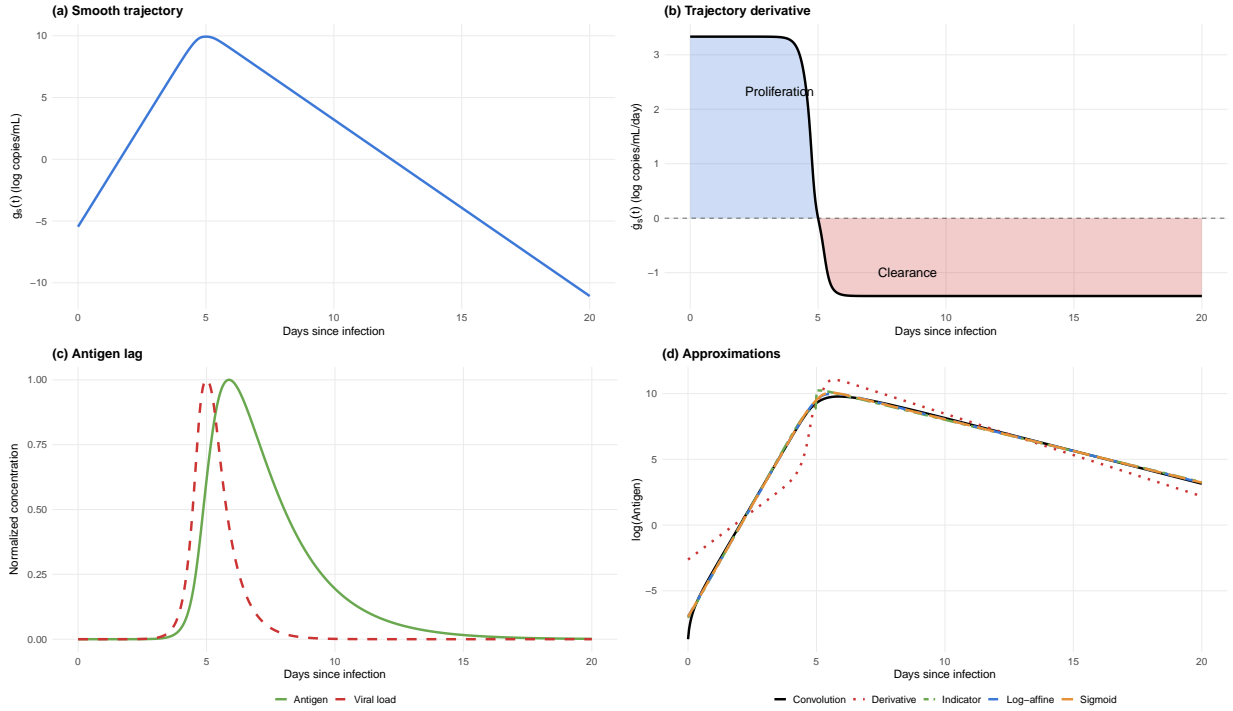 (a) Smooth trajectory
10
5
0
−5
−10
gs(t) (log copies/mL)
0
5
10
15
20
Days since infection
(b) Trajectory derivative
3
2
1
0
−1
ġs(t) (log copies/mL/day)
Proliferation
Clearance
0
5
10
15
20
Days since infection
(c) Antigen lag
1.00
0.75
0.50
0.25
0.00
Normalized concentration
0
5
10
15
20
Days since infection
Antigen
Viral load
(d) Approximations
10
5
0
−5
log(Antigen)
0
5
10
15
20
Days since infection
Convolution
Derivative
Indicator
Log−affine
Sigmoid